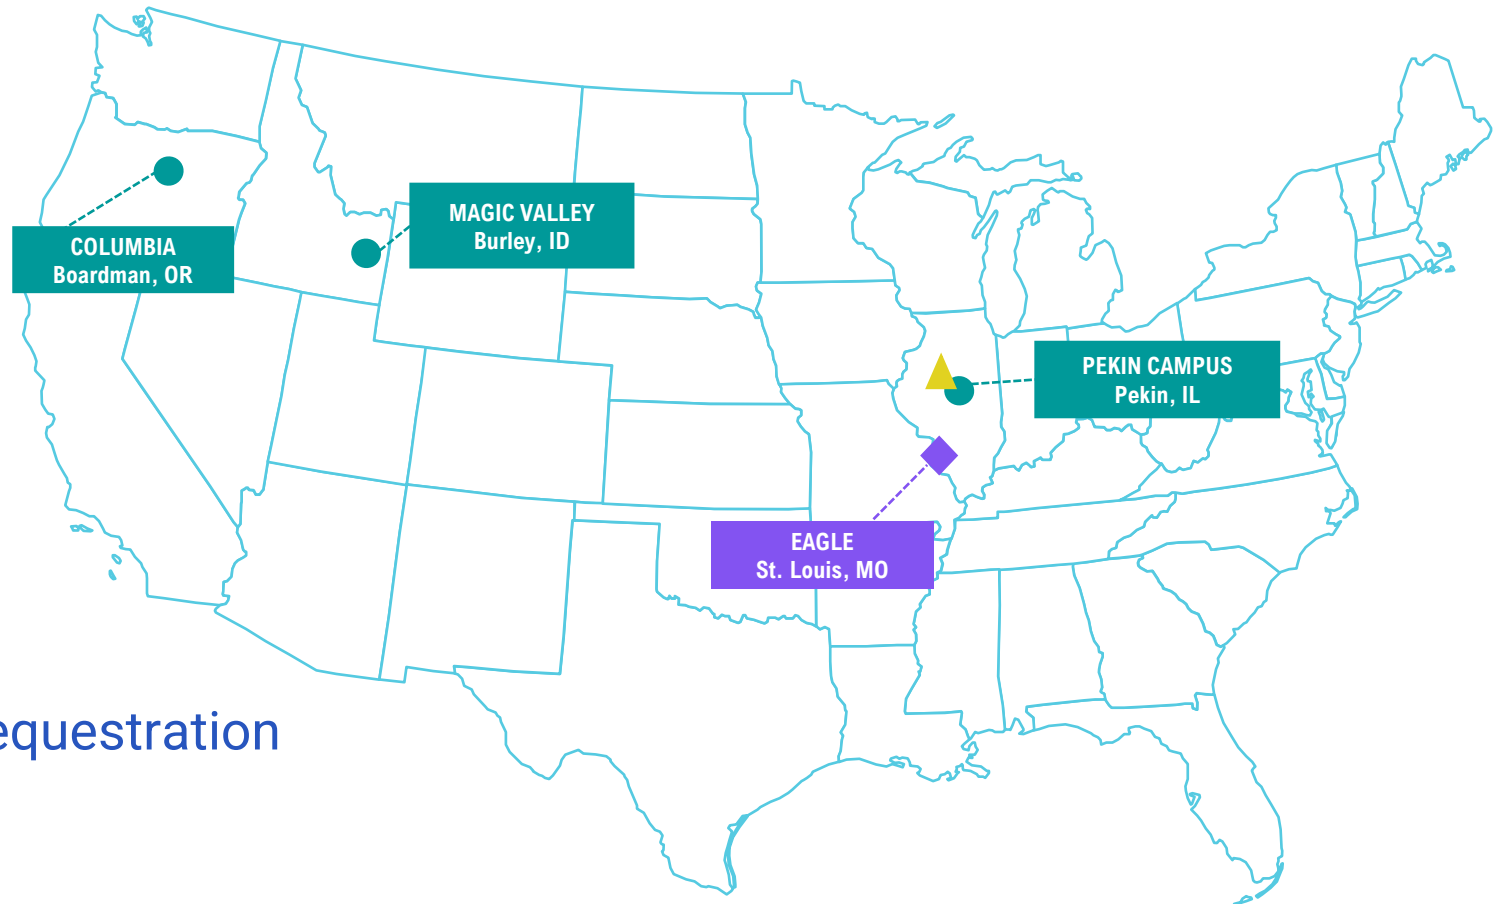 MAGIC VALLEY
Burley, ID
COLUMBIA
Boardman, OR
PEKIN CAMPUS
Pekin, IL
EAGLE
St. Louis, MO
equestration